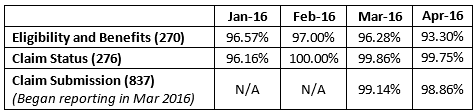 Jan-16 Feb-16 Mar-16 Apr-16
Eligibility and Benefits (270) 96.57% 97.00% 96.28% 93.30%
Claim Status (276) 96.16% 100.00% 99.86% 99.75%
Claim Submission (837)
(Began reporting in Mar 2016) N/A N/A 99.14% 98.86%